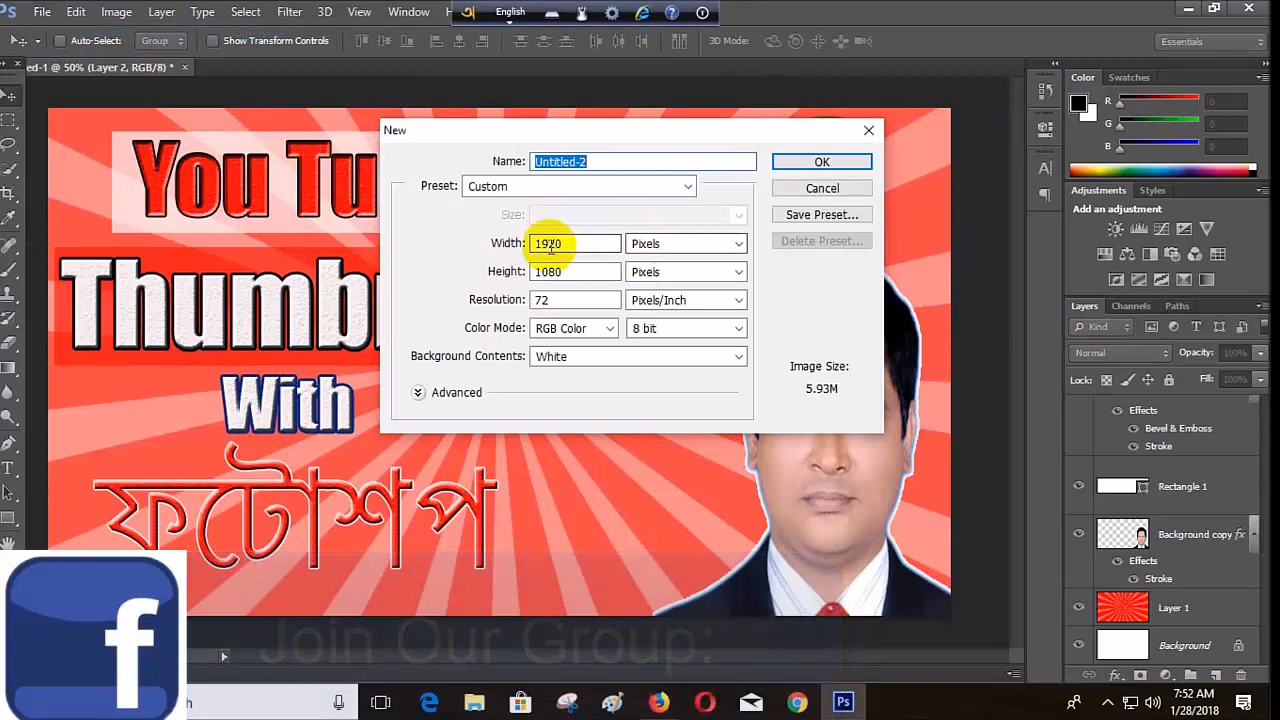 Ps File Edit Image Layer Type Select Filter 3D View Window
English
Auto-Select: Group Show Transform Controls 3D Mode: Essentials
ed-1 @ 50% (Layer 2, RGB/8) * ×
Color Swatches
R 0
G 0
B 0
Adjustments Styles
Add an adjustment
Layers Channels Paths
Kind
Normal Opacity: 100%
Lock: Fill: 100%
Effects
Bevel & Emboss
Stroke
Rectangle 1
Background copy fx
Effects
Stroke
Layer 1
Background
New
Name: Untitled-2 OK
Preset: Custom Cancel
Size: Save Preset...
Width: Pixels Delete Preset...
Height: 1080 Pixels
Resolution: 72 Pixels/Inch
Color Mode: RGB Color 8 bit
Background Contents: White
Image Size:
5.93M
Advanced
You Tu
Thumb
With
ফটোশপ
Join Our Group:
f
h
Ps
7:52 AM
1/28/2018